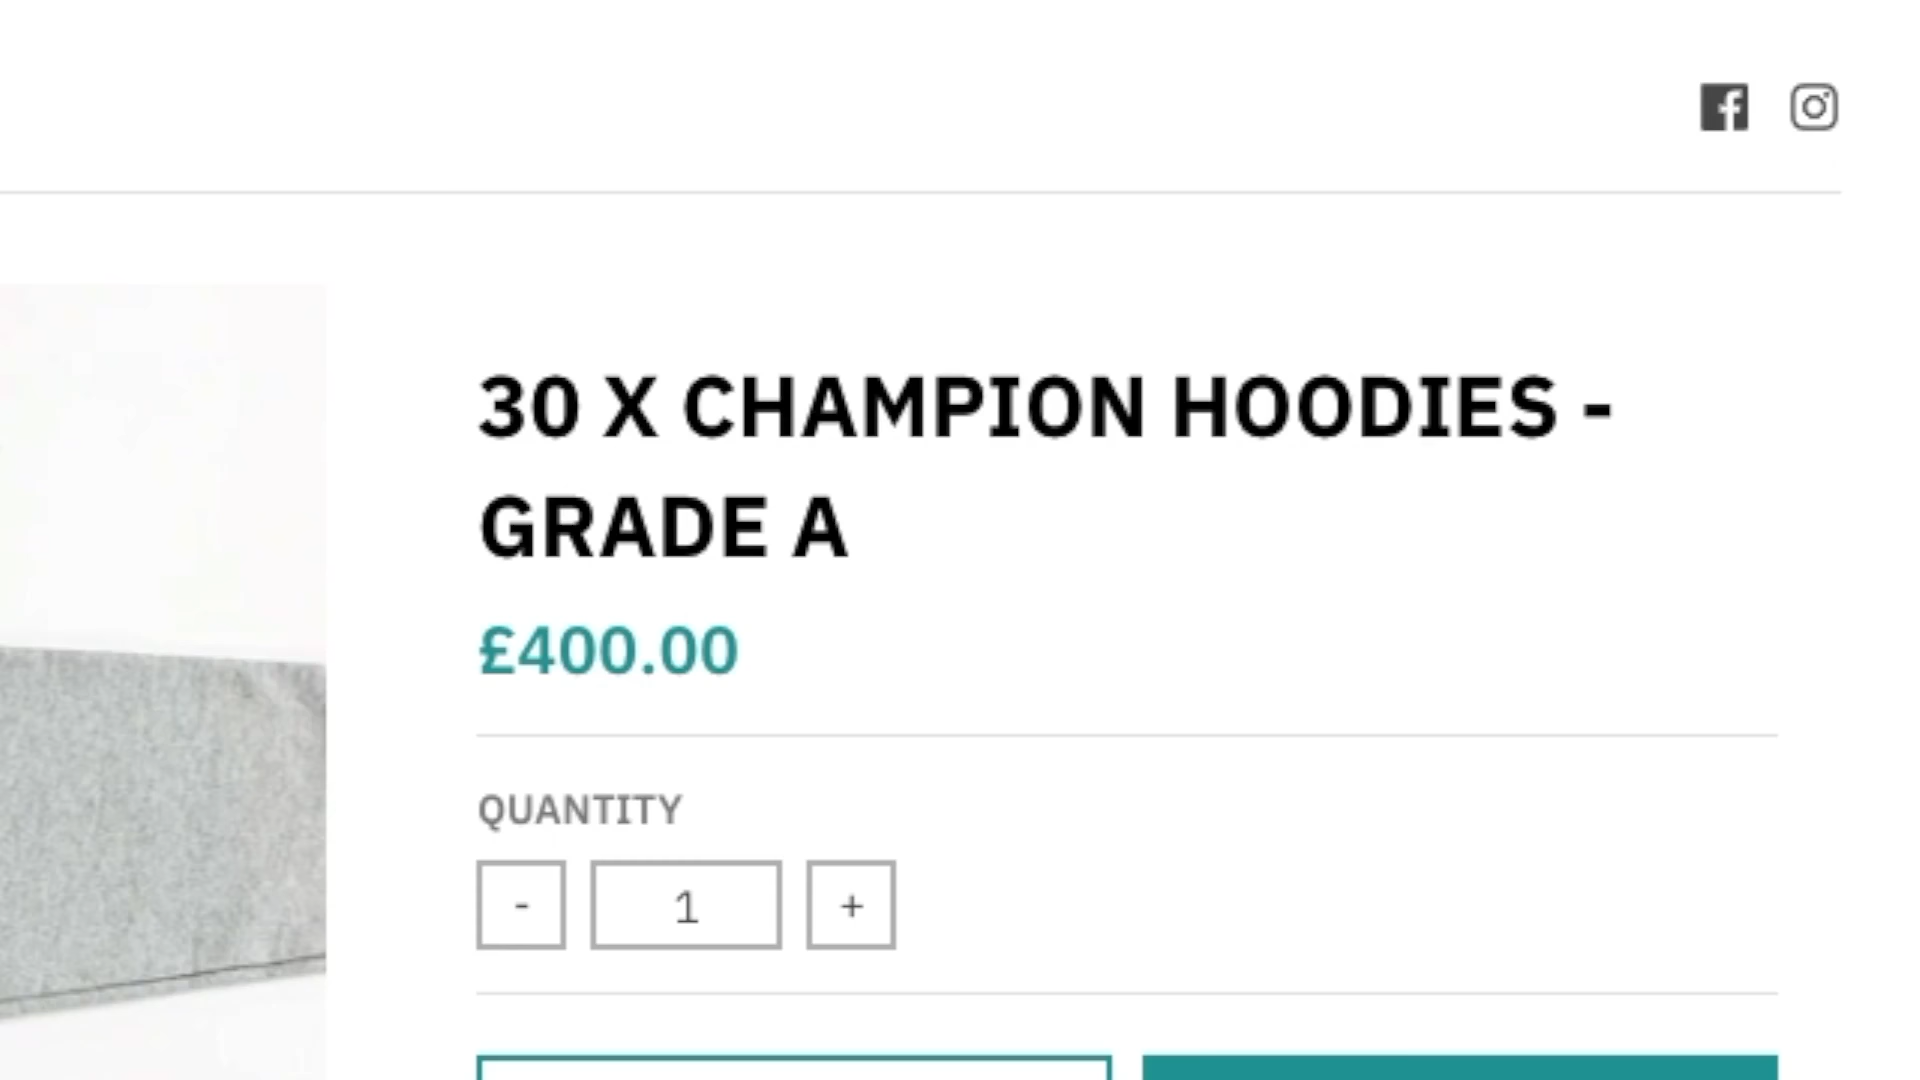 30 X CHAMPION HOODIES -
GRADE A
£400.00
QUANTITY
- 1 +